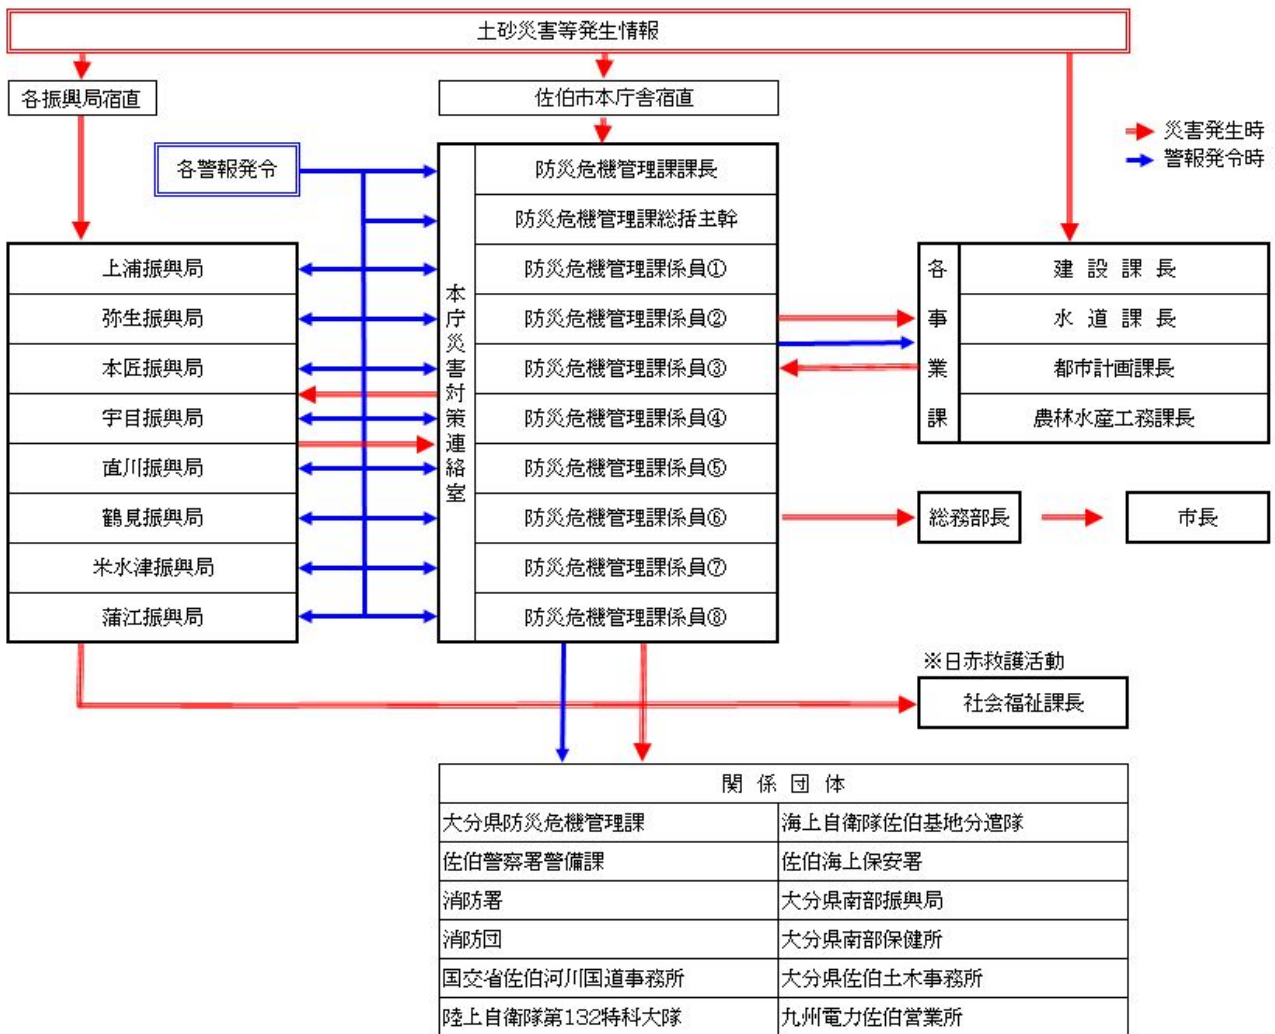 土砂災害等発生情報
各振興局宿直
佐伯市本庁舎宿直
災害発生時
警報発令時
各警報発令
本庁災害対策連絡室
防災危機管理課課長
防災危機管理課総括主幹
防災危機管理課係員①
防災危機管理課係員②
防災危機管理課係員③
防災危機管理課係員④
防災危機管理課係員⑤
防災危機管理課係員⑥
防災危機管理課係員⑦
防災危機管理課係員⑧
上浦振興局
弥生振興局
本匠振興局
宇目振興局
直川振興局
鶴見振興局
米水津振興局
蒲江振興局
各事業課
建設課長
水道課長
都市計画課長
農林水産工務課長
総務部長
市長
※日赤救護活動
社会福祉課長
関係団体
大分県防災危機管理課
海上自衛隊佐伯基地分遣隊
佐伯警察署警備課
佐伯海上保安署
消防署
大分県南部振興局
消防団
大分県南部保健所
国交省佐伯河川国道事務所
大分県佐伯土木事務所
陸上自衛隊第132特科大隊
九州電力佐伯営業所